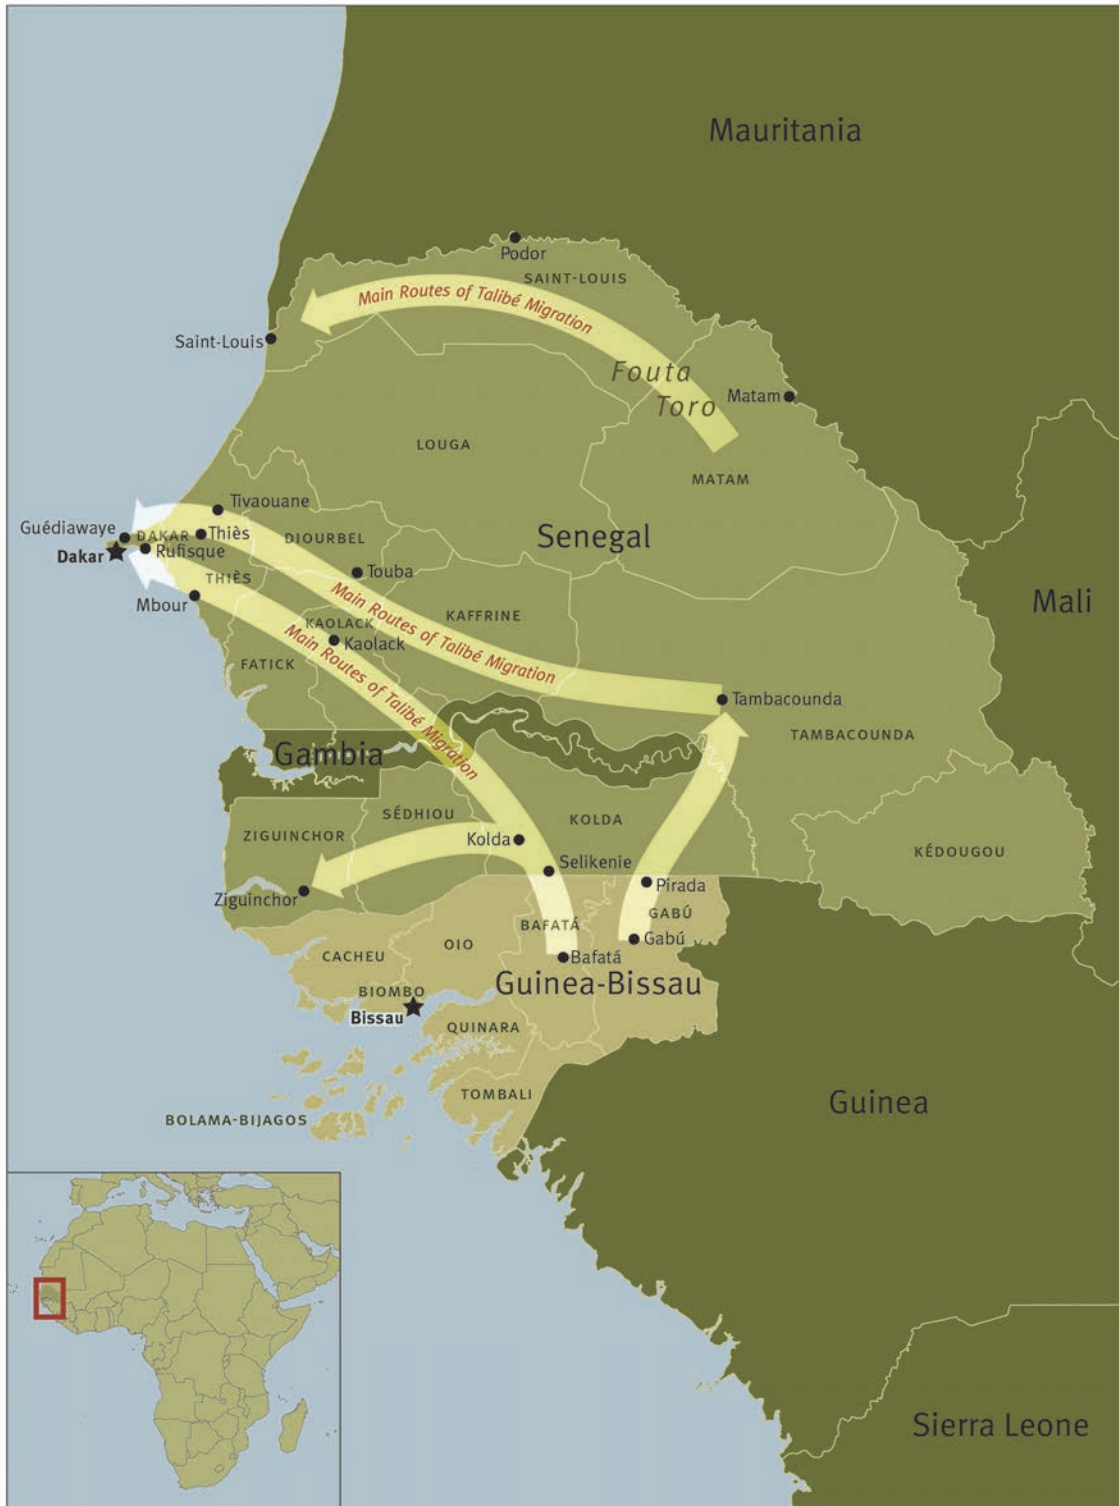 Mauritania
Podor
SAINT-LOUIS
Main Routes of Talibé Migration
Saint-Louis
Fouta
Toro
Matam
LOUGA
MATAM
Tivaouane
Guédiawaye
DAKAR
Thiès
DIOURBEL
Senegal
Dakar
Rufisque
THIÈS
Touba
Mbour
Main Routes of Talibé Migration
Mali
KAOLACK
KAFFRINE
Kaolack
FATICK
Main Routes of Talibé Migration
Tambacounda
TAMBACOUNDA
Gambia
SÉDHIOU
KOLDA
ZIGUINCHOR
Kolda
KÉDOUGOU
Selikenie
Ziguinchor
Pirada
GABÚ
BAFATÁ
Gabú
OIO
CACHEU
Bafatá
Guinea-Bissau
BIOMBO
Bissau
QUINARA
TOMBALI
Guinea
BOLAMA-BIJAGOS
Sierra Leone